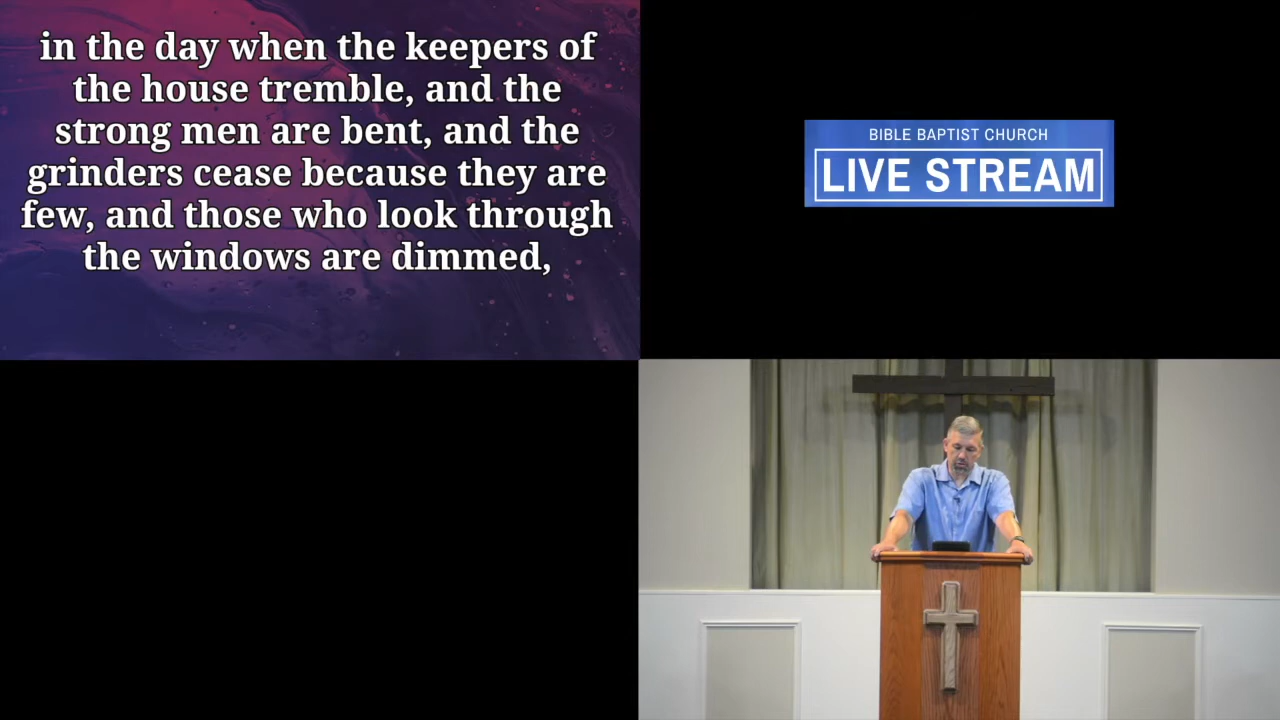 in the day when the keepers of
the house tremble, and the
strong men are bent, and the
grinders cease because they are
few, and those who look through
the windows are dimmed,
BIBLE BAPTIST CHURCH
LIVE STREAM